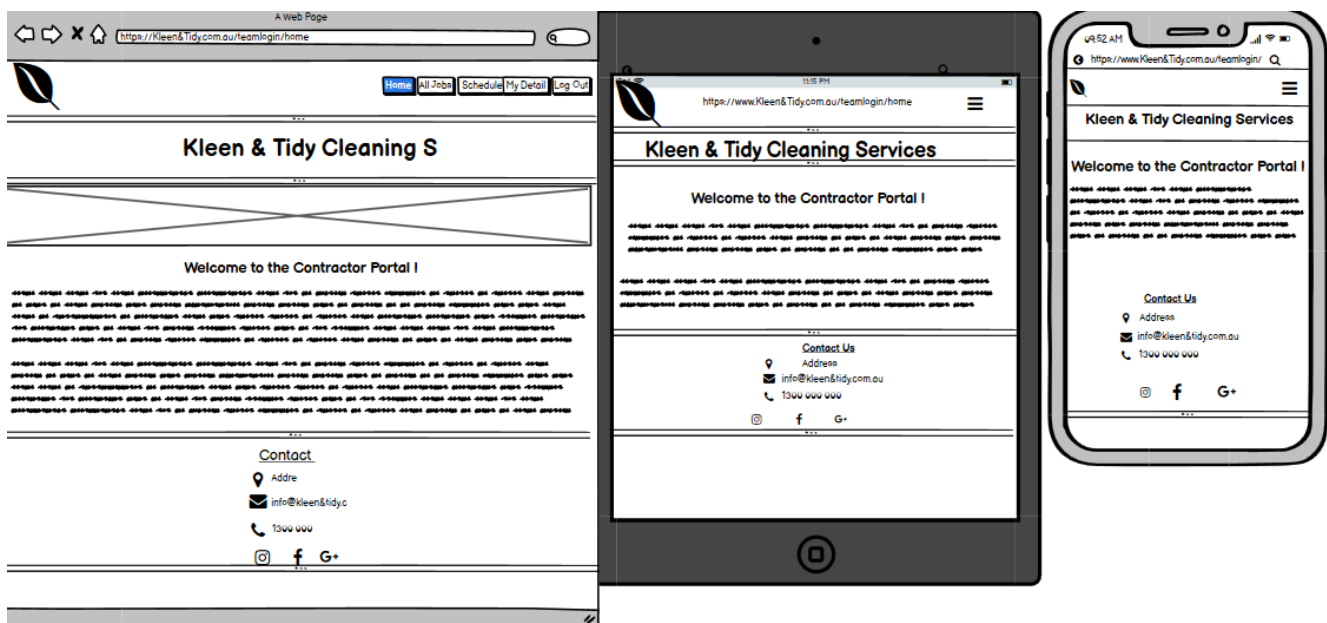 A Web Page
https://Kleen&Tidy.com.au/teamlogin/home
Home All Jobs Schedule My Detail Log Out
Kleen & Tidy Cleaning S
Welcome to the Contractor Portal !
Contact
Addre
info@kleen&tidy.c
1300 000
G+
11:15 PM
https://www.Kleen&Tidy.com.au/teamlogin/home
Kleen & Tidy Cleaning Services
Welcome to the Contractor Portal !
Contact Us
Address
info@kleen&tidy.com.au
1300 000 000
G+
09:52 AM
https://www.Kleen&Tidy.com.au/teamlogin/
Kleen & Tidy Cleaning Services
Welcome to the Contractor Portal !
Contact Us
Address
info@kleen&tidy.com.au
1300 000 000
G+